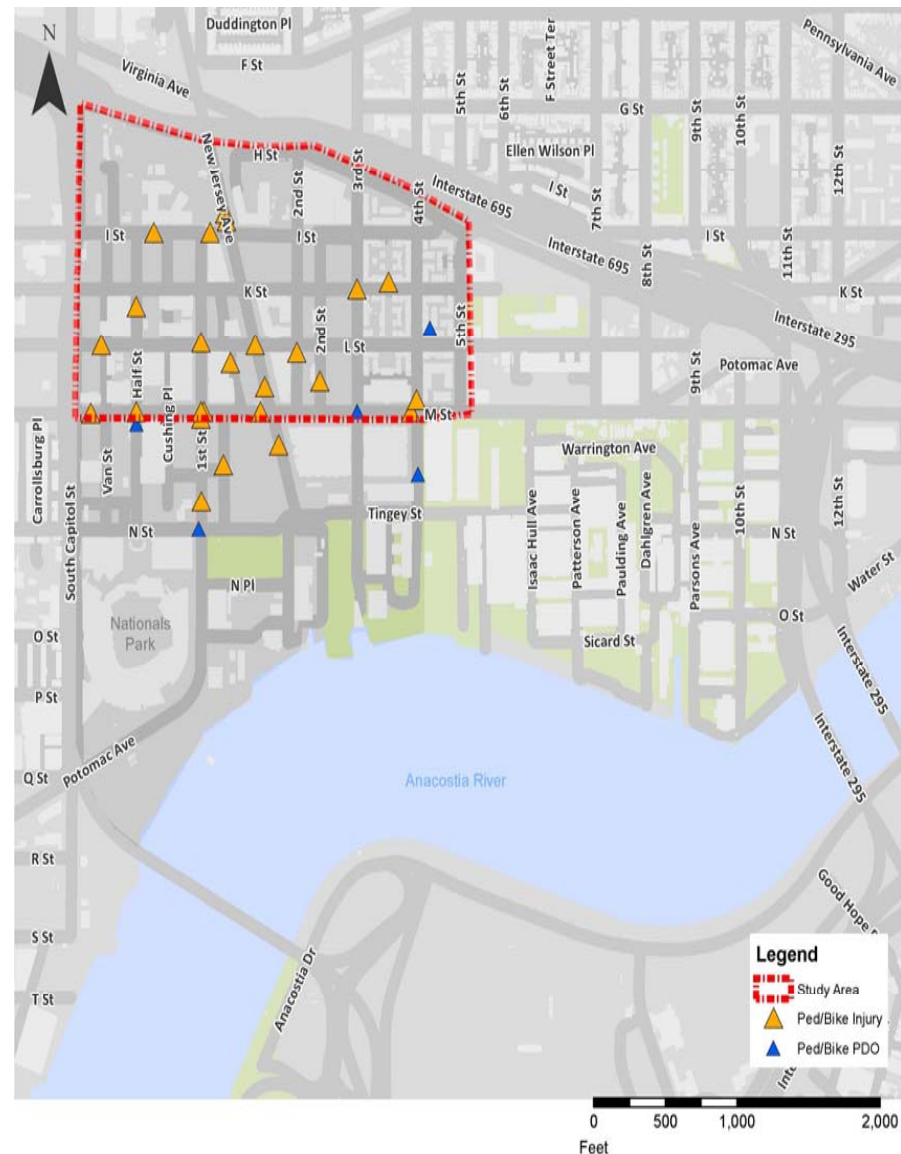 N
Duddington Pl
F St
Virginia Ave
Pennsylvania Ave
5th St
6th St
F Street Ter
G St
9th St
10th St
12th St
Ellen Wilson Pl
I St
7th St
New Jersey Ave
H St
2nd St
3rd St
4th St
Interstate 695
I St
I St
Interstate 695
8th St
I St
11th St
K St
K St
Interstate 295
2nd St
L St
5th St
9th St
Potomac Ave
Half St
Cushing Pl
M St
Carrollsburg Pl
Van St
1st St
Warrington Ave
South Capitol St
N St
Tingey St
Isaac Hull Ave
Patterson Ave
Paulding Ave
Dahlgren Ave
Parsons Ave
10th St
N St
12th St
Water St
N Pl
Nationals
Park
O St
Sicard St
O St
P St
Interstate 295
Interstate 295
Potomac Ave
Q St
Anacostia River
R St
Good Hope
S St
Anacostia Dr
T St
Legend
Study Area
Ped/Bike Injury
Ped/Bike PDO
0 500 1,000 2,000
Feet